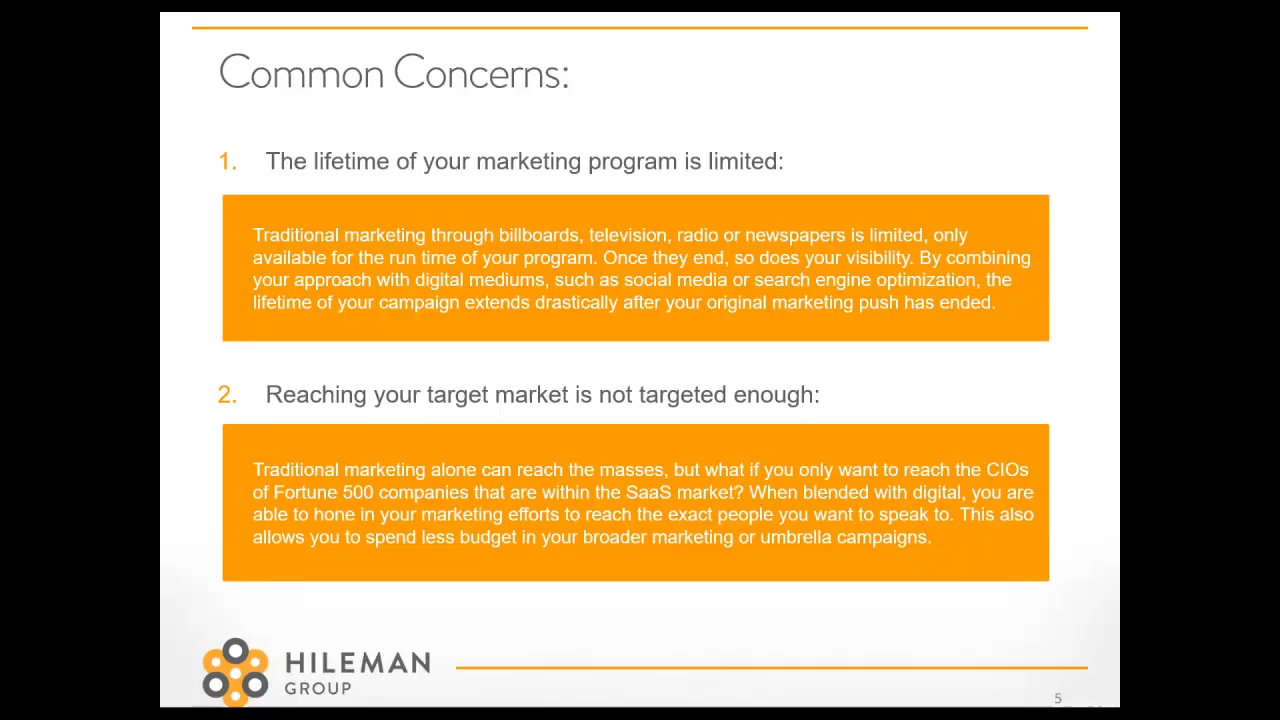 Common Concerns:
1. The lifetime of your marketing program is limited:
Traditional marketing through billboards, television, radio or newspapers is limited, only
available for the run time of your program. Once they end, so does your visibility. By combining
your approach with digital mediums, such as social media or search engine optimization, the
lifetime of your campaign extends drastically after your original marketing push has ended.
2. Reaching your target market is not targeted enough:
Traditional marketing alone can reach the masses, but what if you only want to reach the CIOs
of Fortune 500 companies that are within the SaaS market? When blended with digital, you are
able to hone in your marketing efforts to reach the exact people you want to speak to. This also
allows you to spend less budget in your broader marketing or umbrella campaigns.
HILEMAN
GROUP
5